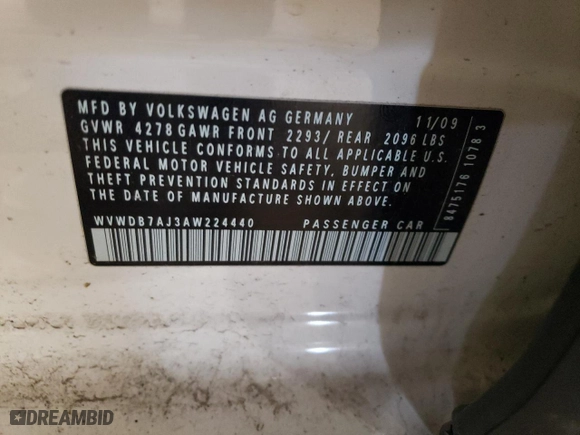 MFD BY VOLKSWAGEN AG GERMANY 11/09
GVWR 4278 GAWR FRONT 2293/ REAR 2096 LBS
THIS VEHICLE CONFORMS TO ALL APPLICABLE U.S.
FEDERAL MOTOR VEHICLE SAFETY, BUMPER AND
THEFT PREVENTION STANDARDS IN EFFECT ON
THE DATE OF MANUFACTURE SHOWN ABOVE.
WVWDB7AJ3AW224440 PASSENGER CAR
8475176 1078 3
DREAMBID